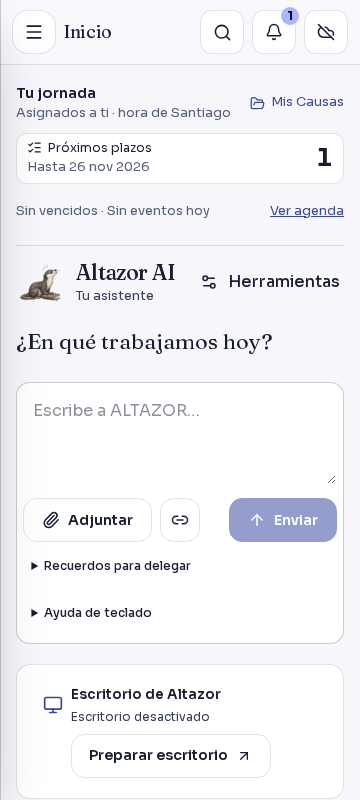 Inicio
1
Tu jornada
Asignados a ti · hora de Santiago
Mis Causas
Próximos plazos
Hasta 26 nov 2026
1
Sin vencidos · Sin eventos hoy
Ver agenda
Altazor AI
Tu asistente
Herramientas
¿En qué trabajamos hoy?
Escribe a ALTAZOR...
Adjuntar
Enviar
Recuerdos para delegar
Ayuda de teclado
Escritorio de Altazor
Escritorio desactivado
Preparar escritorio